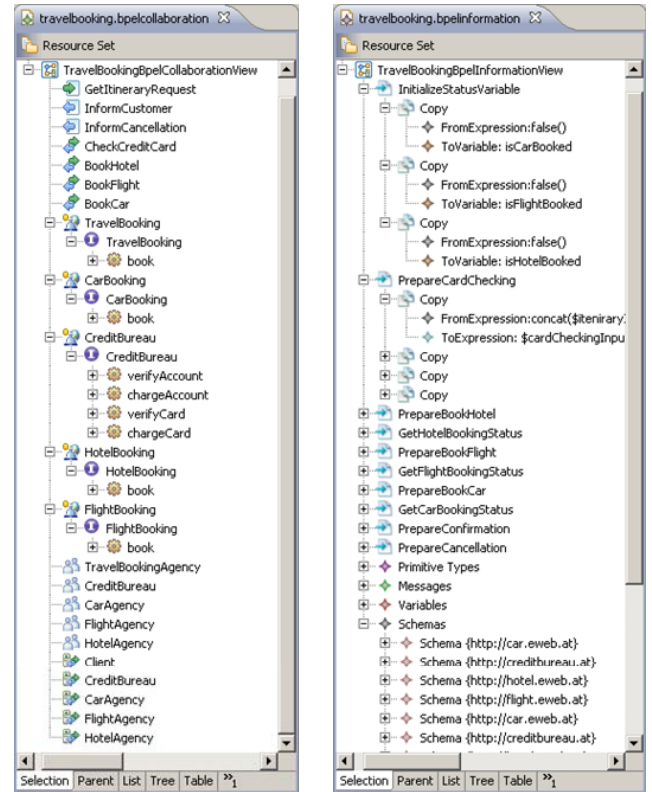 travelbooking.bpelcollaboration
Resource Set
TravelBookingBpelCollaborationView
GetItineraryRequest
InformCustomer
InformCancellation
CheckCreditCard
BookHotel
BookFlight
BookCar
TravelBooking
TravelBooking
book
CarBooking
CarBooking
book
CreditBureau
CreditBureau
verifyAccount
chargeAccount
verifyCard
chargeCard
HotelBooking
HotelBooking
book
FlightBooking
FlightBooking
book
TravelBookingAgency
CreditBureau
CarAgency
FlightAgency
HotelAgency
Client
CreditBureau
CarAgency
FlightAgency
HotelAgency
Selection Parent List Tree Table »1
travelbooking.bpelinformation
Resource Set
TravelBookingBpelInformationView
InitializeStatusVariable
Copy
FromExpression:false()
ToVariable: isCarBooked
Copy
FromExpression:false()
ToVariable: isFlightBooked
Copy
FromExpression:false()
ToVariable: isHotelBooked
PrepareCardChecking
Copy
FromExpression:concat($iteniraryI
ToExpression: $cardCheckingInpu
Copy
Copy
Copy
PrepareBookHotel
GetHotelBookingStatus
PrepareBookFlight
GetFlightBookingStatus
PrepareBookCar
GetCarBookingStatus
PrepareConfirmation
PrepareCancellation
Primitive Types
Messages
Variables
Schemas
Schema {http://car.eweb.at}
Schema {http://creditbureau.at}
Schema {http://hotel.eweb.at}
Schema {http://flight.eweb.at}
Schema {http://car.eweb.at}
Schema {http://creditbureau.at}
Selection Parent List Tree Table »1